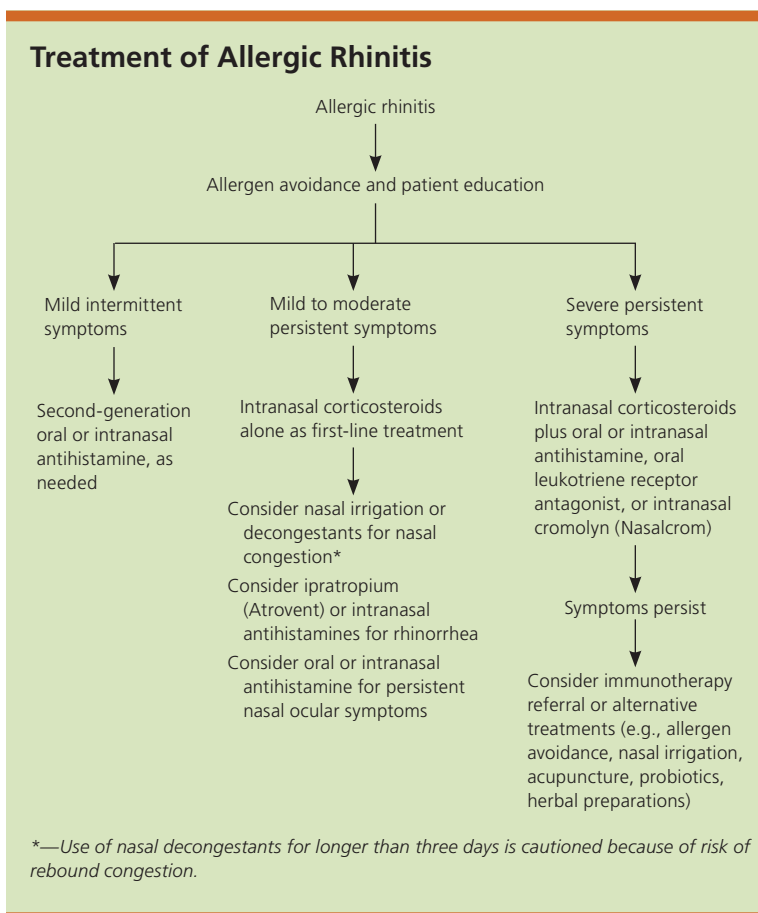 Treatment of Allergic Rhinitis
Allergic rhinitis
Allergen avoidance and patient education
Mild intermittent
symptoms
Second-generation
oral or intranasal
antihistamine, as
needed
Mild to moderate
persistent symptoms
Intranasal corticosteroids
alone as first-line treatment
Consider nasal irrigation or
decongestants for nasal
congestion*
Consider ipratropium
(Atrovent) or intranasal
antihistamines for rhinorrhea
Consider oral or intranasal
antihistamine for persistent
nasal ocular symptoms
Severe persistent
symptoms
Intranasal corticosteroids
plus oral or intranasal
antihistamine, oral
leukotriene receptor
antagonist, or intranasal
cromolyn (Nasalcrom)
Symptoms persist
Consider immunotherapy
referral or alternative
treatments (e.g., allergen
avoidance, nasal irrigation,
acupuncture, probiotics,
herbal preparations)
*—Use of nasal decongestants for longer than three days is cautioned because of risk of
rebound congestion.